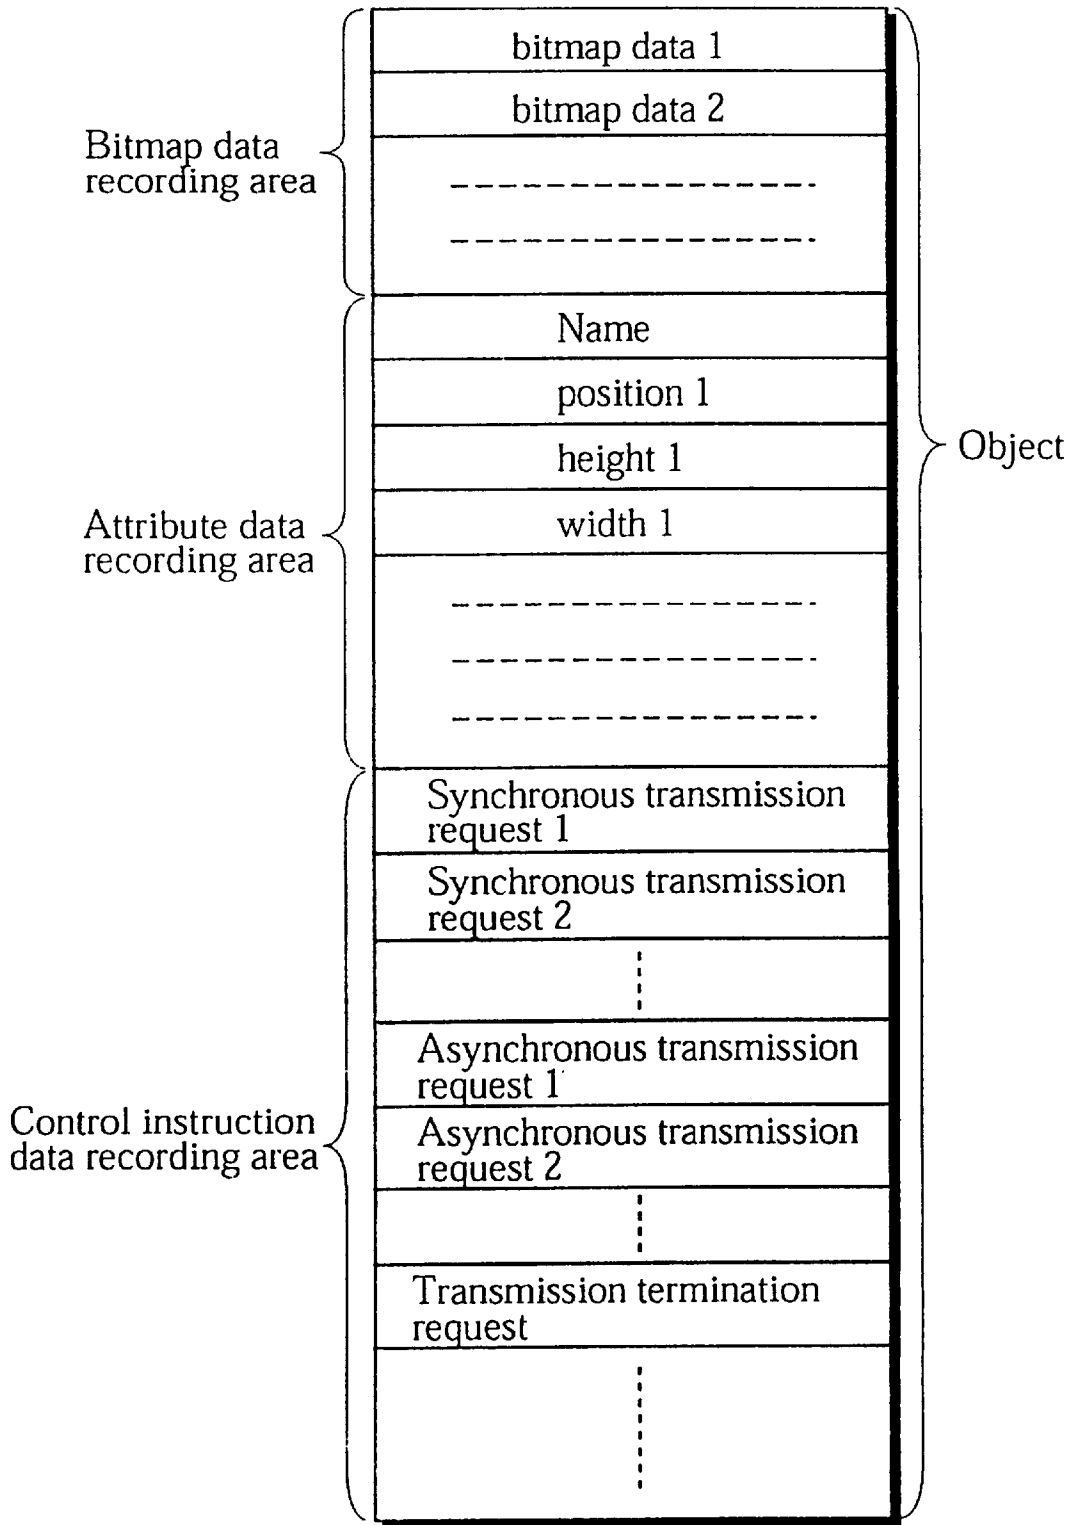 bitmap data 1
bitmap data 2
Bitmap data
recording area
Name
position 1
height 1
width 1
Object
Attribute data
recording area
Synchronous transmission
request 1
Synchronous transmission
request 2
Asynchronous transmission
request 1
Asynchronous transmission
request 2
Control instruction
data recording area
Transmission termination
request